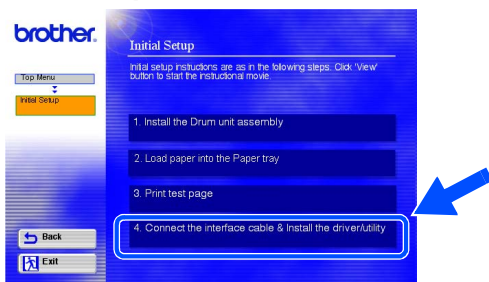 brother.
Top Menu
Initial Setup
Back
Exit
Initial Setup
Initial setup instructions are as in the following steps. Click 'View'
button to start the instructional movie.
1. Install the Drum unit assembly
2. Load paper into the Paper tray
3. Print test page
4. Connect the interface cable & Install the driver/utility